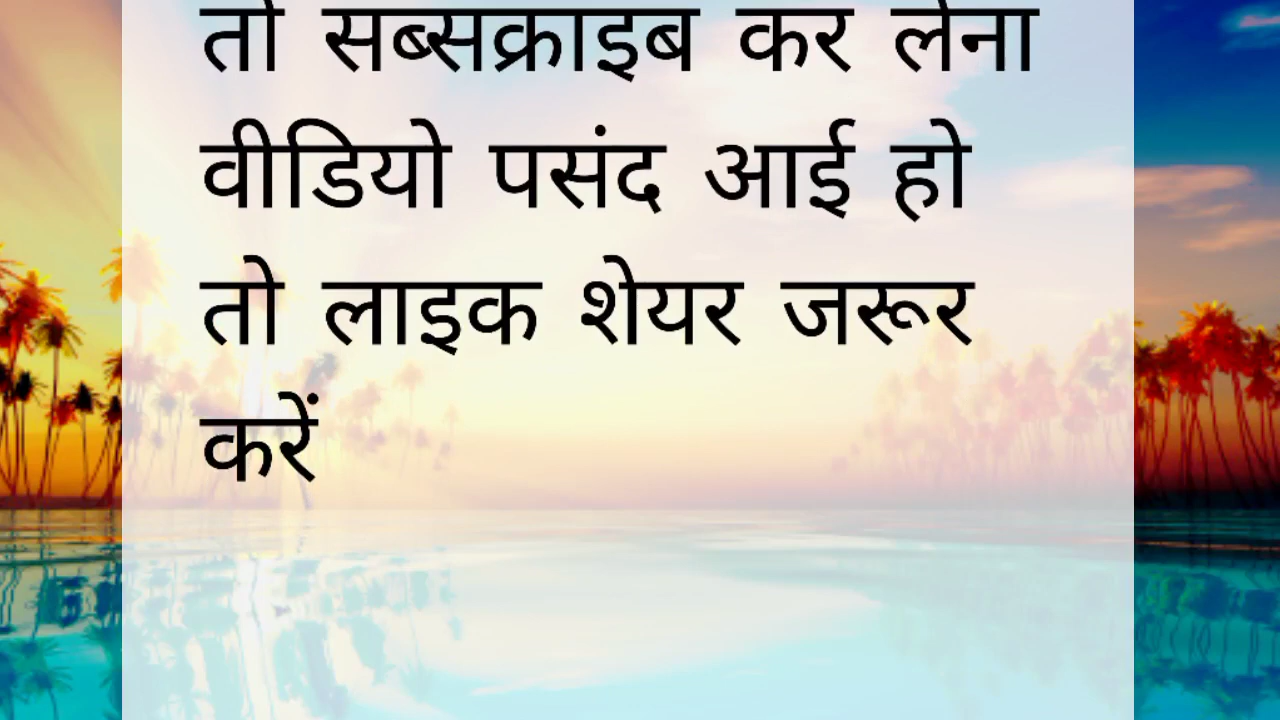 तो सब्सक्राइब कर लेना
वीडियो पसंद आई हो
तो लाइक शेयर जरूर
करें